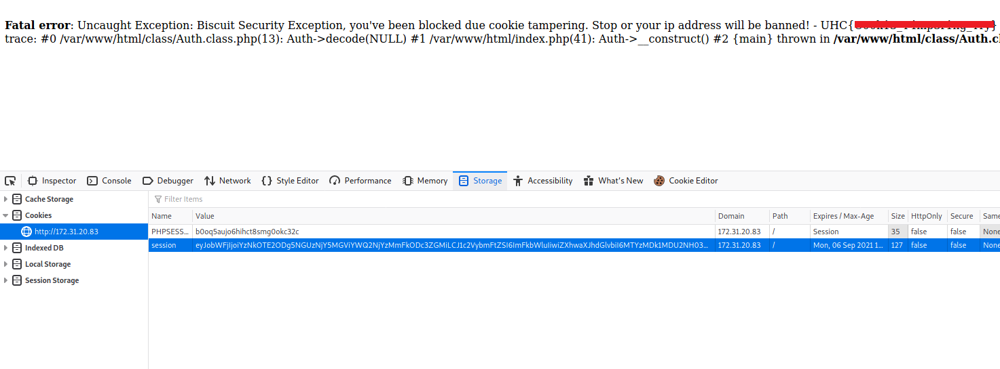 Fatal error: Uncaught Exception: Biscuit Security Exception, you've been blocked due cookie tampering. Stop or your ip address will be banned! - UHC{
trace: #0 /var/www/html/class/Auth.class.php(13): Auth->decode(NULL) #1 /var/www/html/index.php(41): Auth->__construct() #2 {main} thrown in /var/www/html/class/Auth.cl
Inspector Console Debugger Network Style Editor Performance Memory Storage Accessibility What's New Cookie Editor
Cache Storage
Filter Items
Cookies
Name Value Domain Path Expires / Max-Age Size HttpOnly Secure Same
http://172.31.20.83
PHPSESS... b0oq5aujo6hihct8smg0okc32c 172.31.20.83 / Session 35 false false None
Indexed DB
session 172.31.20.83 / Mon, 06 Sep 2021 1... 127 false false None
Local Storage
Session Storage